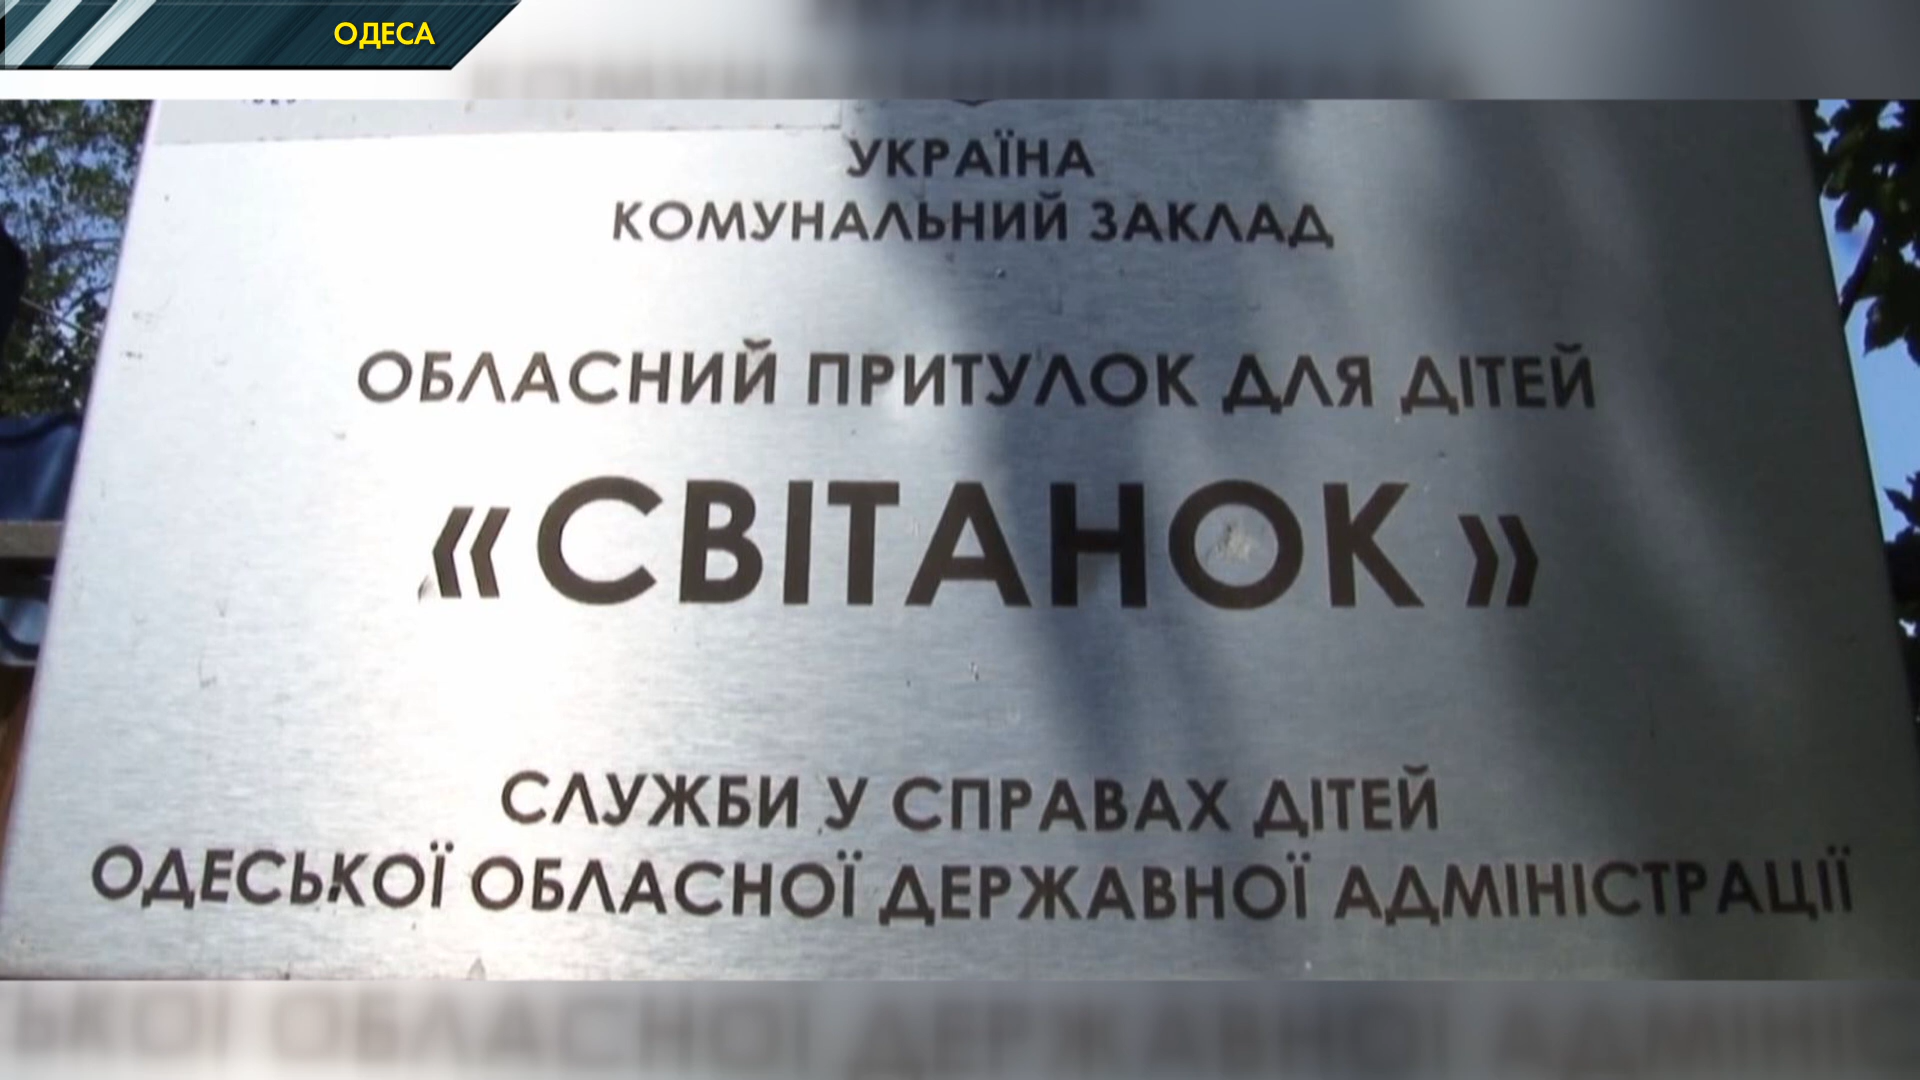 ОДЕСА
УКРАЇНА
КОМУНАЛЬНИЙ ЗАКЛАД
ОБЛАСНИЙ ПРИТУЛОК ДЛЯ ДІТЕЙ
«СВІТАНОК»
СЛУЖБИ У СПРАВАХ ДІТЕЙ
ОДЕСЬКОЇ ОБЛАСНОЇ ДЕРЖАВНОЇ АДМІНІСТРАЦІЇ